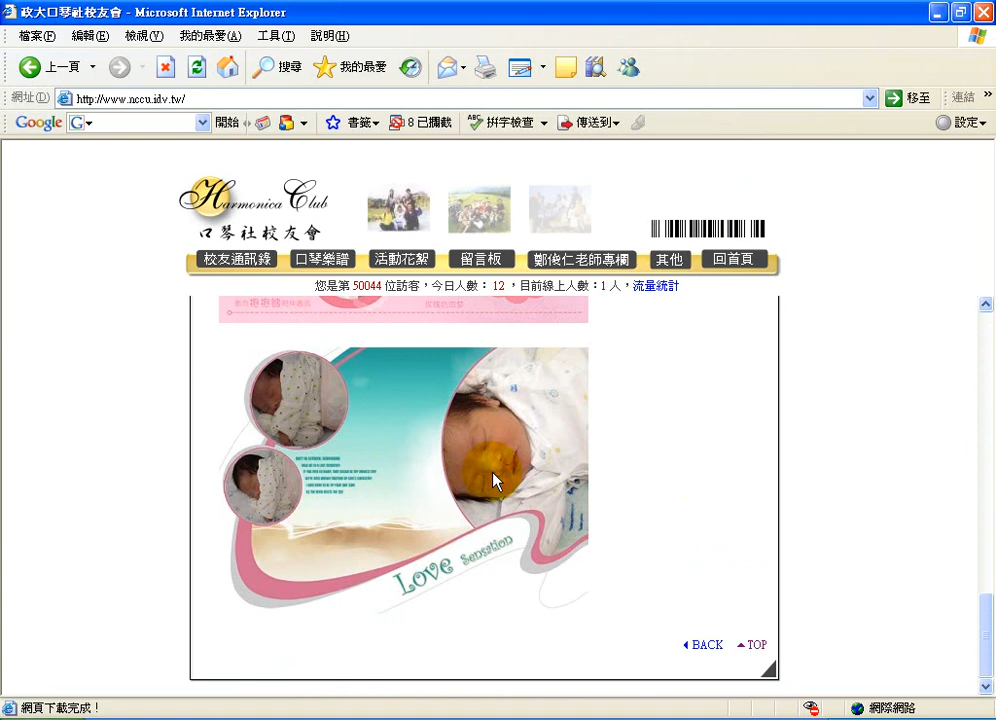 政大口琴社校友會 - Microsoft Internet Explorer
檔案(F) 編輯(E) 檢視(V) 我的最愛(A) 工具(T) 說明(H)
上一頁 搜尋 我的最愛
網址(D) http://www.nccu.idv.tw/ 移至 連結 »
Google G 開始 書籤 8 已攔截 ABC 拼字檢查 傳送到 設定
Harmonica Club
口琴社校友會
校友通訊錄 口琴樂譜 活動花絮 留言板 鄭俊仁老師專欄 其他 回首頁
您是第 50044 位訪客，今日人數： 12 ，目前線上人數：1 人，流量統計
Love Sensation
BACK TOP
網頁下載完成！ 網際網路